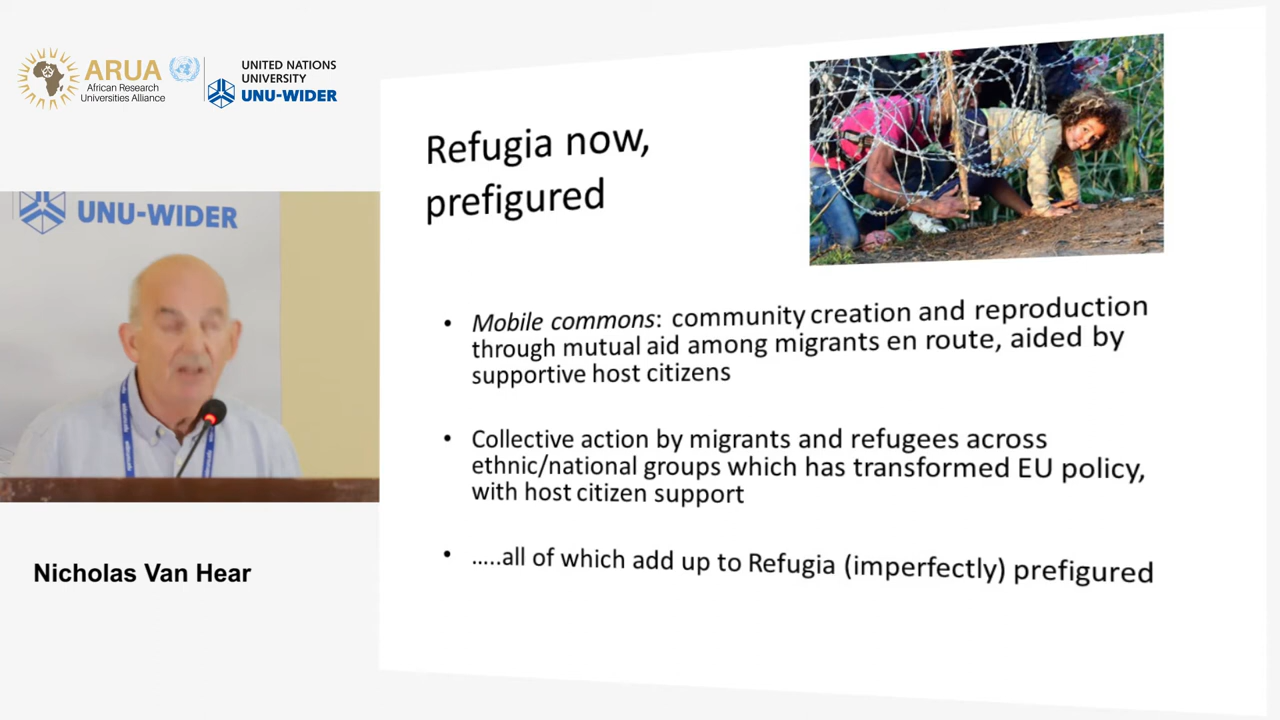 ARUA
African Research
Universities Alliance
UNITED NATIONS
UNIVERSITY
UNU-WIDER
UNU-WIDER
Nicholas Van Hear
Refugia now,
prefigured
• Mobile commons: community creation and reproduction
through mutual aid among migrants en route, aided by
supportive host citizens
• Collective action by migrants and refugees across
ethnic/national groups which has transformed EU policy,
with host citizen support
• …..all of which add up to Refugia (imperfectly) prefigured